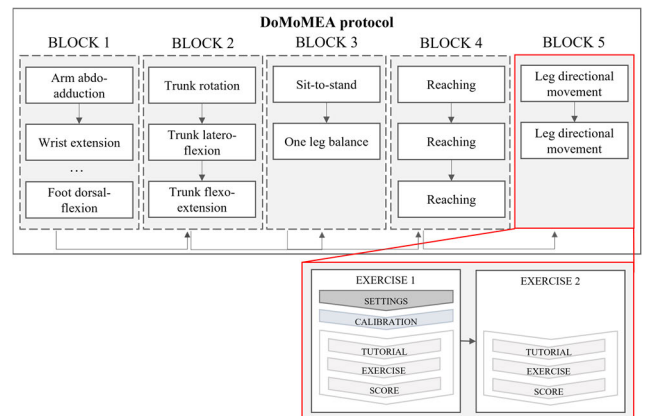 DoMoMEA protocol
BLOCK 1
Arm abdo-
adduction
Wrist extension
...
Foot dorsal-
flexion
BLOCK 2
Trunk rotation
Trunk latero-
flexion
Trunk flexo-
extension
BLOCK 3
Sit-to-stand
One leg balance
BLOCK 4
Reaching
Reaching
Reaching
BLOCK 5
Leg directional
movement
Leg directional
movement
EXERCISE 1
SETTINGS
CALIBRATION
TUTORIAL
EXERCISE
SCORE
EXERCISE 2
TUTORIAL
EXERCISE
SCORE